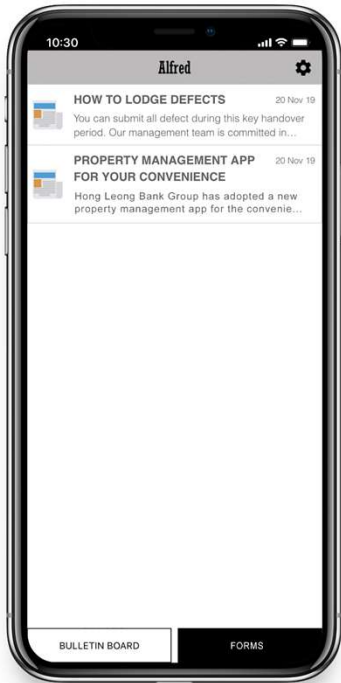 10:30
Alfred
HOW TO LODGE DEFECTS 20 Nov 19
You can submit all defect during this key handover
period. Our management team is committed in...
PROPERTY MANAGEMENT APP 20 Nov 19
FOR YOUR CONVENIENCE
Hong Leong Bank Group has adopted a new
property management app for the convenie...
BULLETIN BOARD FORMS